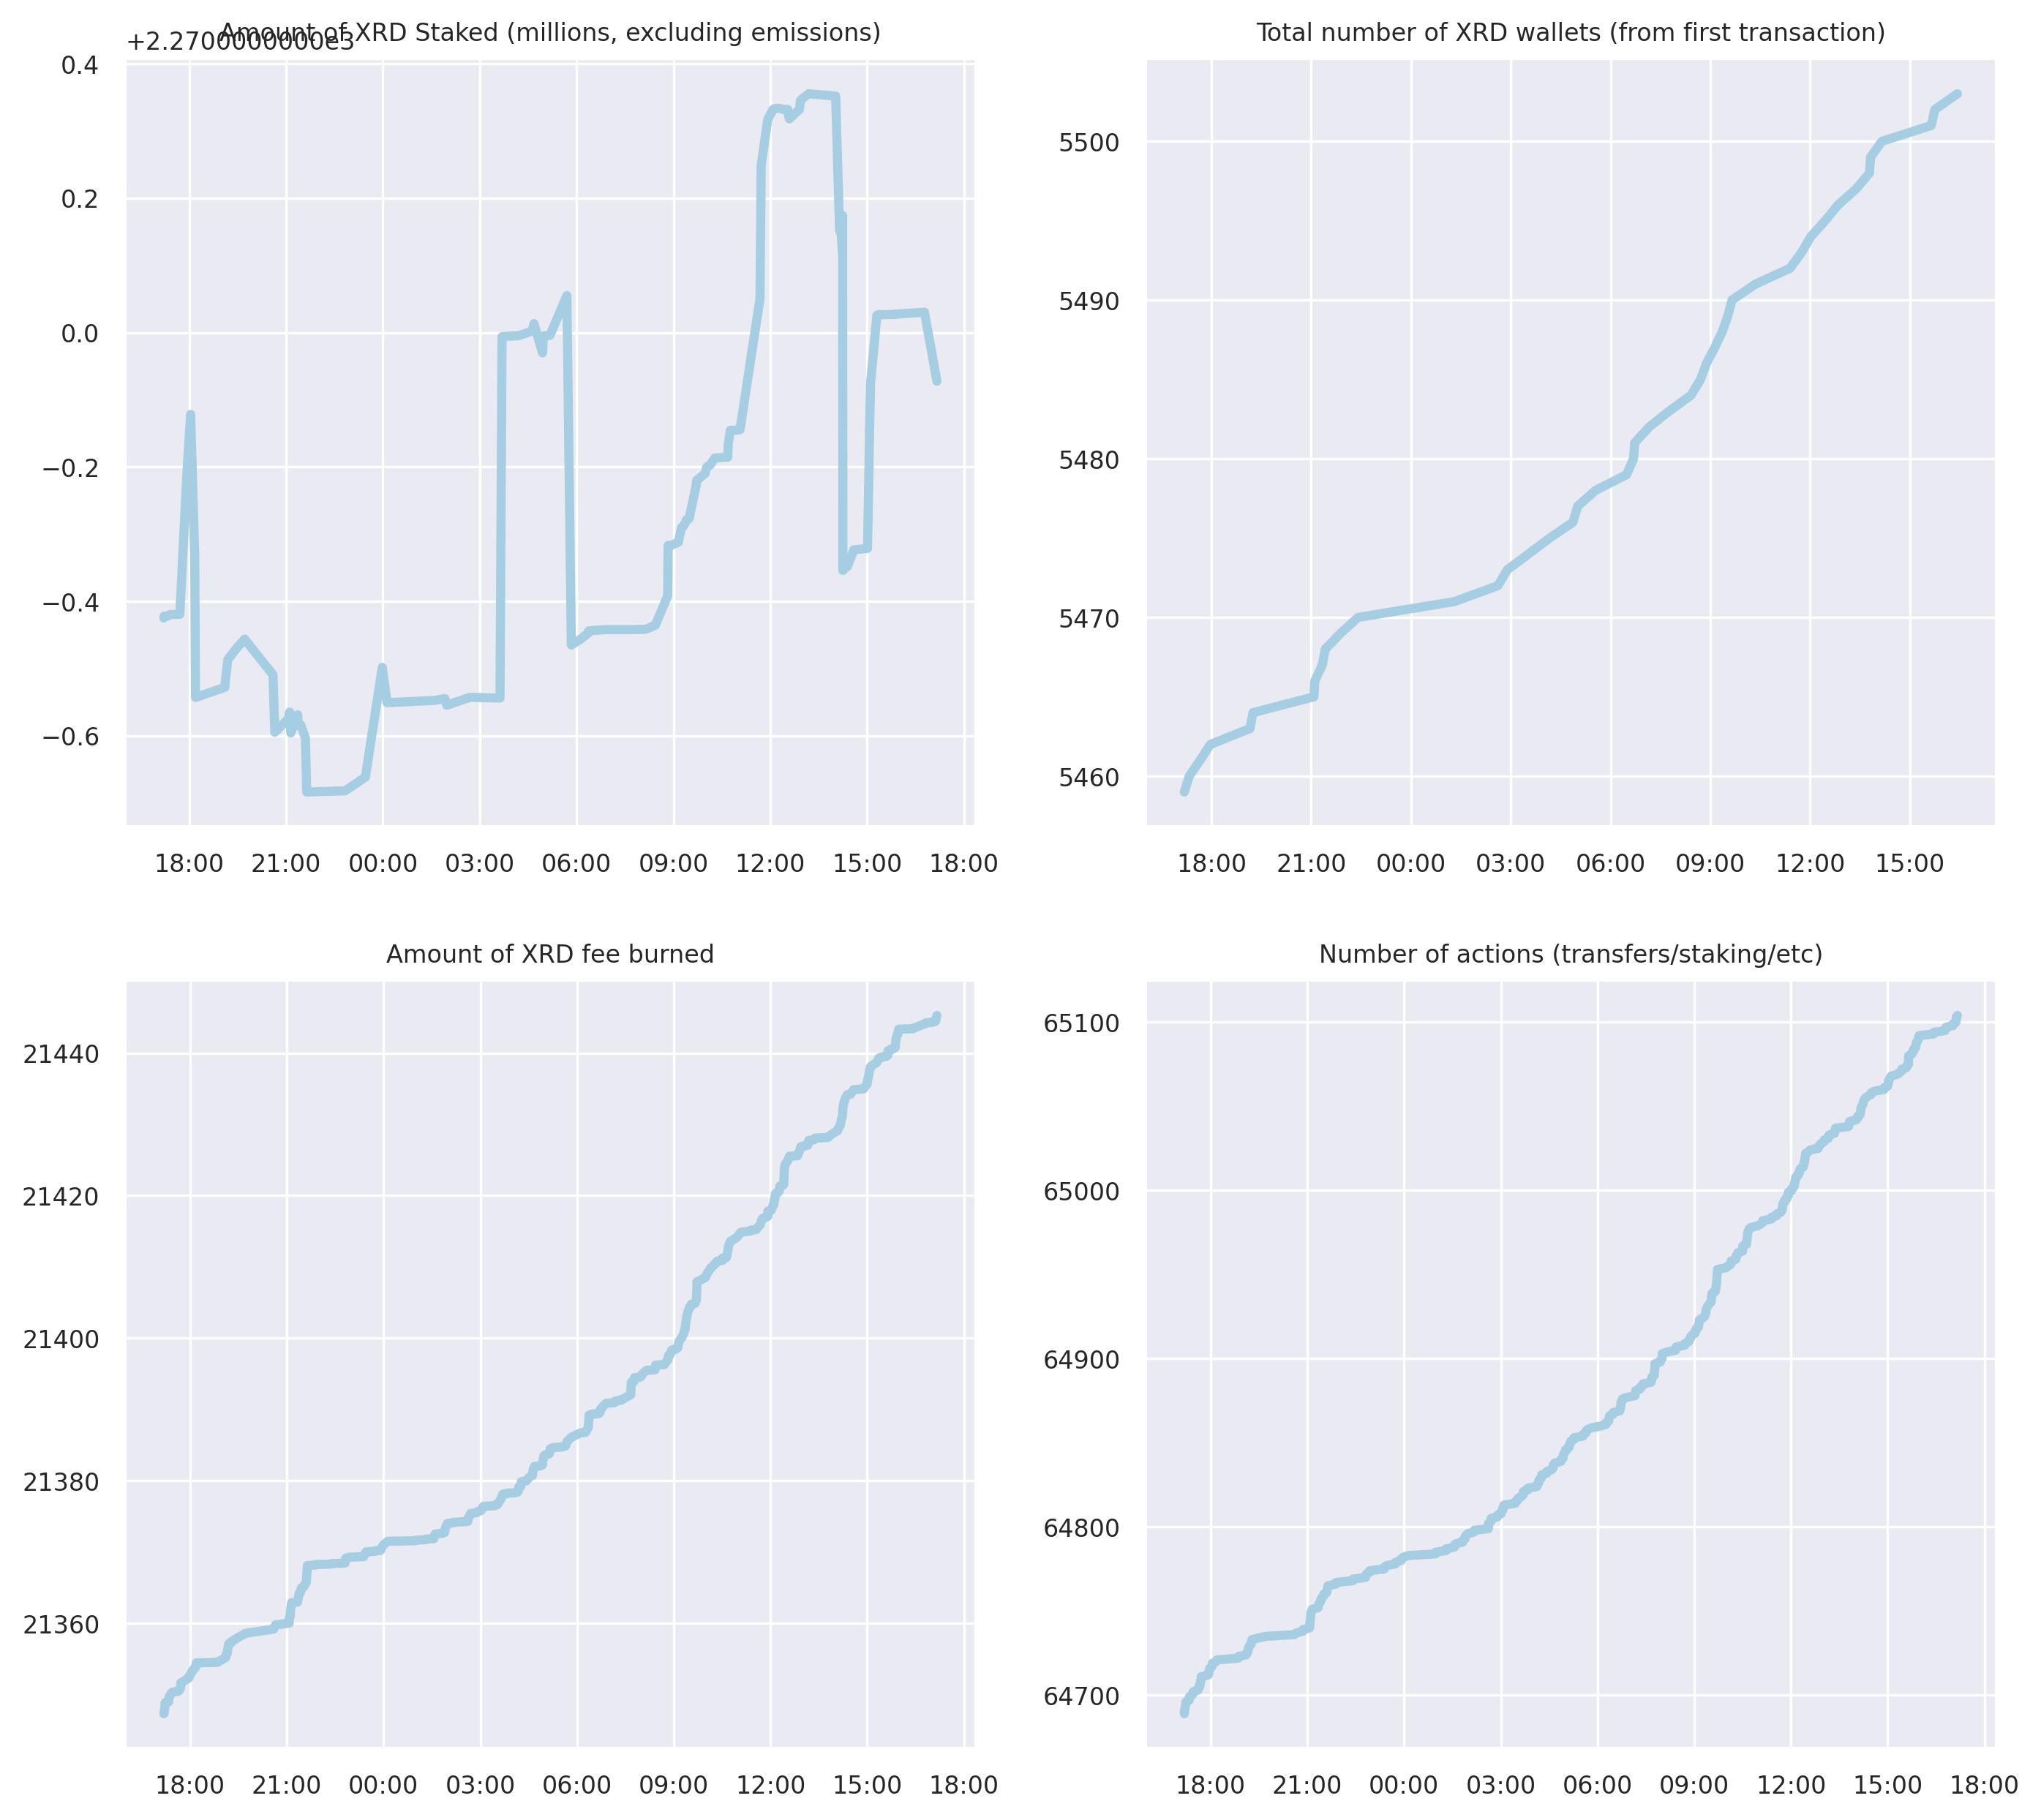 Amount of XRD Staked (millions, excluding emissions)
+2.2700000000e3
0.4
0.2
0.0
−0.2
−0.4
−0.6
18:00 21:00 00:00 03:00 06:00 09:00 12:00 15:00 18:00
Total number of XRD wallets (from first transaction)
5500
5490
5480
5470
5460
18:00 21:00 00:00 03:00 06:00 09:00 12:00 15:00
Amount of XRD fee burned
21440
21420
21400
21380
21360
18:00 21:00 00:00 03:00 06:00 09:00 12:00 15:00 18:00
Number of actions (transfers/staking/etc)
65100
65000
64900
64800
64700
18:00 21:00 00:00 03:00 06:00 09:00 12:00 15:00 18:00